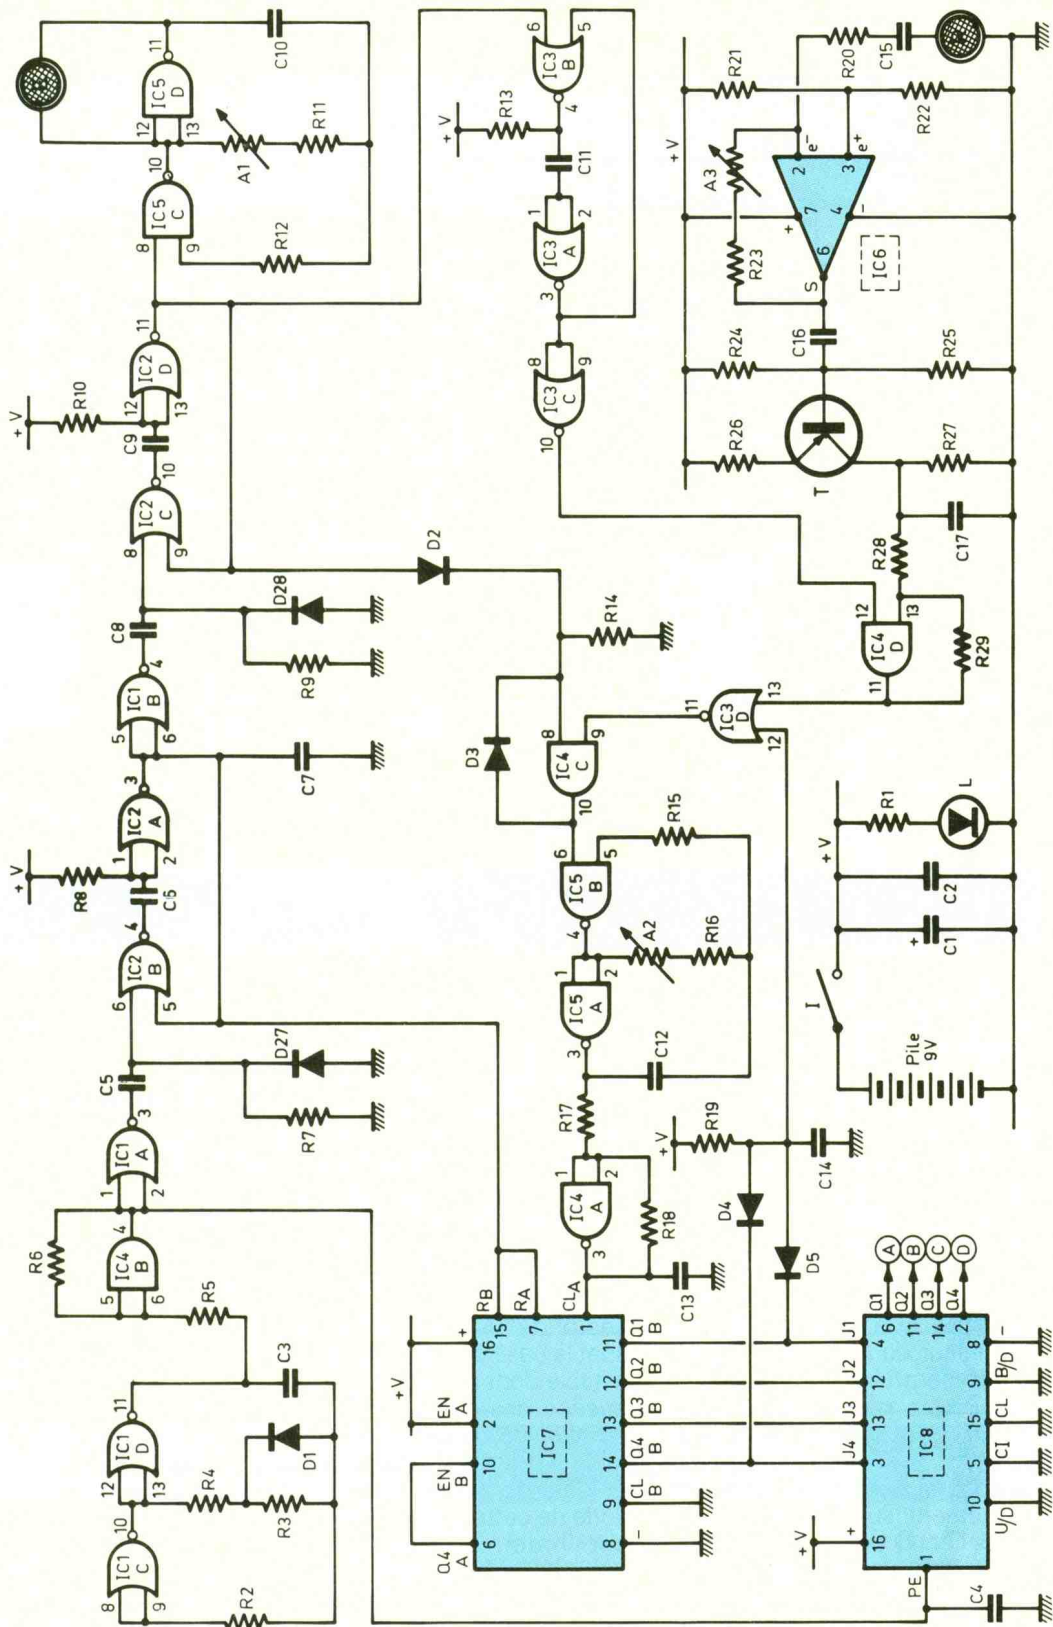 IC1
C
8
9
10
R2
IC1
D
12
13
11
R4
R3
D1
C3
R5
R6
IC4
B
5
6
4
IC1
A
1
2
3
C5
R7
D27
IC2
B
6
5
4
C6
+ V
R8
IC2
A
1
2
3
C7
IC1
B
5
6
4
C8
R9
D28
IC2
C
8
9
10
C9
+ V
R10
IC2
D
12
13
11
IC5
C
8
9
10
R12
IC5
D
12
13
11
A1
R11
C10
IC3
B
6
5
4
+ V
R13
C11
IC3
A
1
2
3
IC3
C
8
9
10
D2
R14
D3
IC4
C
8
9
10
IC3
D
11
12
13
IC5
B
6
5
4
R15
A2
R16
IC5
A
1
2
3
C12
R17
IC4
A
1
2
3
R18
C13
+V
R19
D4
D5
C14
IC7
+V
Q4
A
6
EN
B
10
EN
A
2
+
16
RB
15
RA
7
CLA
1
-
8
CL
B
9
Q4
B
14
Q3
B
13
Q2
B
12
Q1
B
11
IC8
+V
+
16
PE
1
C4
J4
3
J3
13
J2
12
J1
4
U/D
10
CI
5
CL
15
B/D
9
-
8
Q1
6
A
Q2
11
B
Q3
14
C
Q4
2
D
Pile
9V
I
+
C1
C2
+ V
R1
L
IC4
D
12
13
11
R28
R29
C17
T
R26
R27
R24
R25
C16
S
6
IC6
+
7
4
-
2
e-
3
e+
R23
A3
+ V
R21
R22
R20
C15